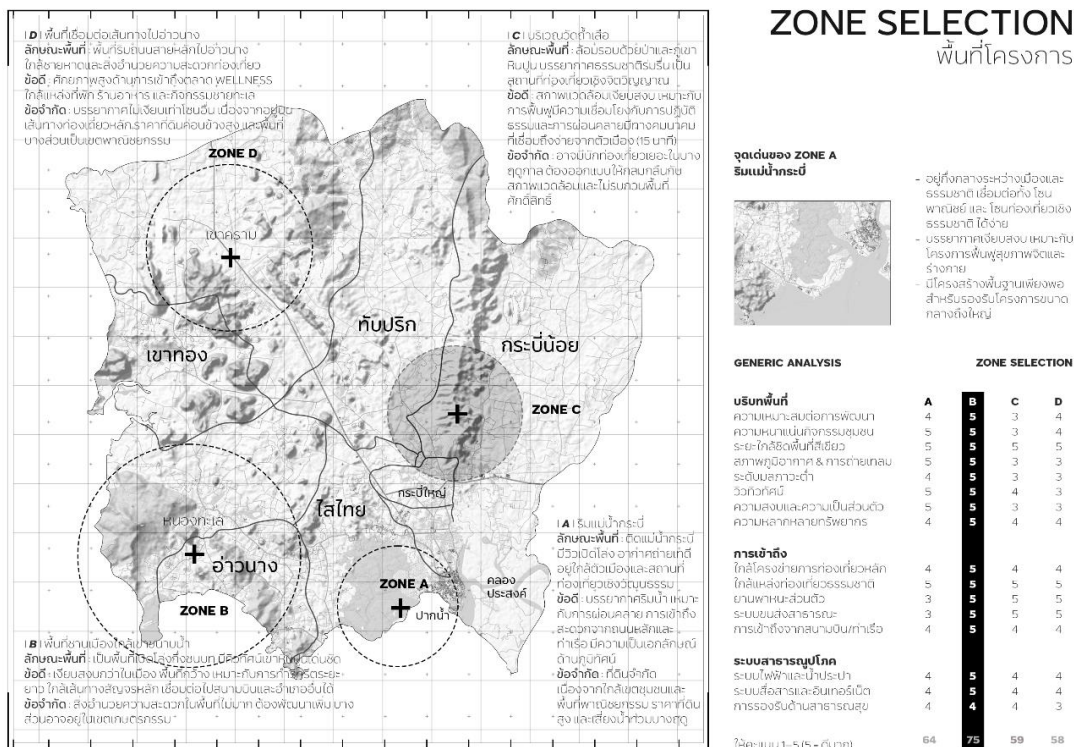 ZONE SELECTION
พื้นที่โครงการ
| D | พื้นที่เชื่อมต่อเส้นทางไปอ่าวนาง
ลักษณะพื้นที่ : พื้นที่ริมถนนสายหลักไปอ่าวนาง
ใกล้ชายหาดและสิ่งอำนวยความสะดวกท่องเที่ยว
ข้อดี : ศักยภาพสูงด้านการเข้าถึงตลาด WELLNESS
ใกล้แหล่งที่พัก ร้านอาหาร และกิจกรรมชายทะเล
ข้อจำกัด : บรรยากาศไม่เงียบเท่าโซนอื่น เนื่องจากอยู่บน
เส้นทางท่องเที่ยวหลัก ราคาที่ดินค่อนข้างสูง และพื้นที่
บางส่วนเป็นเขตพาณิชยกรรม
| C | บริเวณวัดถ้ำเสือ
ลักษณะพื้นที่ : ล้อมรอบด้วยป่าและภูเขา
หินปูน บรรยากาศธรรมชาติร่มรื่น เป็น
สถานที่ท่องเที่ยวเชิงจิตวิญญาณ
ข้อดี : สภาพแวดล้อมเงียบสงบ เหมาะกับ
การฟื้นฟูมีความเชื่อมโยงกับการปฏิบัติ
ธรรมและการผ่อนคลายมีทางคมนาคม
ที่เชื่อมถึงง่ายจากตัวเมือง (15 นาที)
ข้อจำกัด : อาจมีนักท่องเที่ยวเยอะในบาง
ฤดูกาล ต้องออกแบบให้กลมกลืนกับ
สภาพแวดล้อมและไม่รบกวนพื้นที่
ศักดิ์สิทธิ์
ZONE D
เขาคราม
ทับปริก
เขาทอง
กระบี่น้อย
ZONE C
กระบี่ใหญ่
ไสไทย
หนองทะเล
อ่าวนาง
ZONE B
ZONE A
ปากน้ำ
คลอง
ประสงค์
| A | ริมแม่น้ำกระบี่
ลักษณะพื้นที่ : ติดแม่น้ำกระบี่
มีวิวเปิดโล่ง อากาศถ่ายเทดี
อยู่ใกล้ตัวเมืองและสถานที่
ท่องเที่ยวเชิงวัฒนธรรม
ข้อดี : บรรยากาศริมน้ำ เหมาะ
กับการผ่อนคลาย การเข้าถึง
สะดวกจากถนนหลักและ
ท่าเรือ มีความเป็นเอกลักษณ์
ด้านภูมิทัศน์
ข้อจำกัด : ที่ดินจำกัด
เนื่องจากใกล้เขตชุมชนและ
พื้นที่พาณิชยกรรม ราคาที่ดิน
สูง และเสี่ยงน้ำท่วมบางฤดู
| B | พื้นที่ชานเมืองใกล้
ลักษณะพื้นที่ : เป็นพื้นที่เปิดโล่งกึ่งชนบท
ข้อดี : เงียบสงบกว่าในเมือง พื้นที่กว้าง เหมาะกับการทำ
ยาว ใกล้เส้นทางสัญจรหลัก เชื่อมต่อไปสนามบินและอำเภออื่นได้
ข้อจำกัด : สิ่งอำนวยความสะดวกในพื้นที่ไม่มาก ต้องพัฒนาเพิ่ม บาง
ส่วนอาจอยู่ในเขตเกษตรกรรม
จุดเด่นของ ZONE A
ริมแม่น้ำกระบี่
- อยู่กึ่งกลางระหว่างเมืองและ
ธรรมชาติ เชื่อมต่อทั้ง โซน
พาณิชย์ และ โซนท่องเที่ยวเชิง
ธรรมชาติ ได้ง่าย
- บรรยากาศเงียบสงบ เหมาะกับ
โครงการฟื้นฟูสุขภาพจิตและ
ร่างกาย
- มีโครงสร้างพื้นฐานเพียงพอ
สำหรับรองรับโครงการขนาด
กลางถึงใหญ่
GENERIC ANALYSIS ZONE SELECTION
บริบทพื้นที่ A B C D
ความเหมาะสมต่อการพัฒนา 4 5 3 4
ความหนาแน่นกิจกรรมชุมชน 5 5 3 4
ระยะใกล้ชิดพื้นที่สีเขียว 5 5 5 5
สภาพภูมิอากาศ & การถ่ายเทลม 5 5 3 3
ระดับมลภาวะต่ำ 4 5 3 3
วิวทิวทัศน์ 5 5 4 3
ความสงบและความเป็นส่วนตัว 5 5 3 3
ความหลากหลายทรัพยากร 4 5 4 4
การเข้าถึง
ใกล้โครงข่ายการท่องเที่ยวหลัก 4 5 4 4
ใกล้แหล่งท่องเที่ยวธรรมชาติ 5 5 5 5
ยานพาหนะส่วนตัว 3 5 5 5
ระบบขนส่งสาธารณะ 3 5 5 5
การเข้าถึงจากสนามบิน/ท่าเรือ 4 5 4 4
ระบบสาธารณูปโภค
ระบบไฟฟ้าและน้ำประปา 4 5 4 4
ระบบสื่อสารและอินเทอร์เน็ต 4 5 4 4
การรองรับด้านสาธารณสุข 4 4 4 3
ให้คะแนน 1-5 (5 = ดีมาก) 64 75 59 58